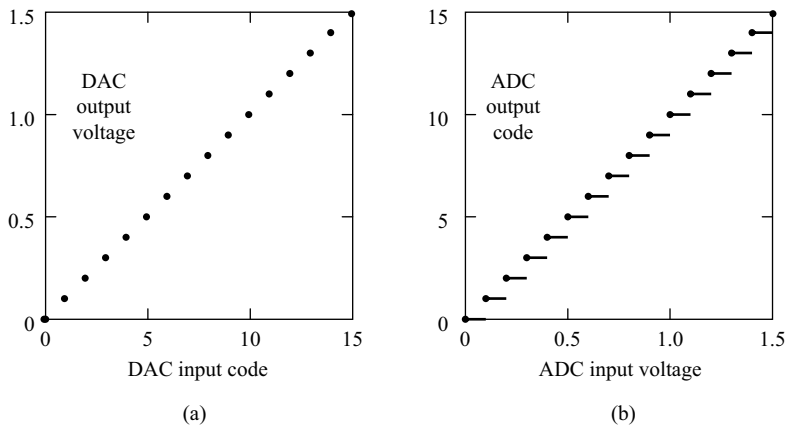 1.5
DAC
output
voltage
1.0
0.5
0
0 5 10 15
DAC input code
(a)
15
ADC
output
code
10
5
0
0 0.5 1.0 1.5
ADC input voltage
(b)